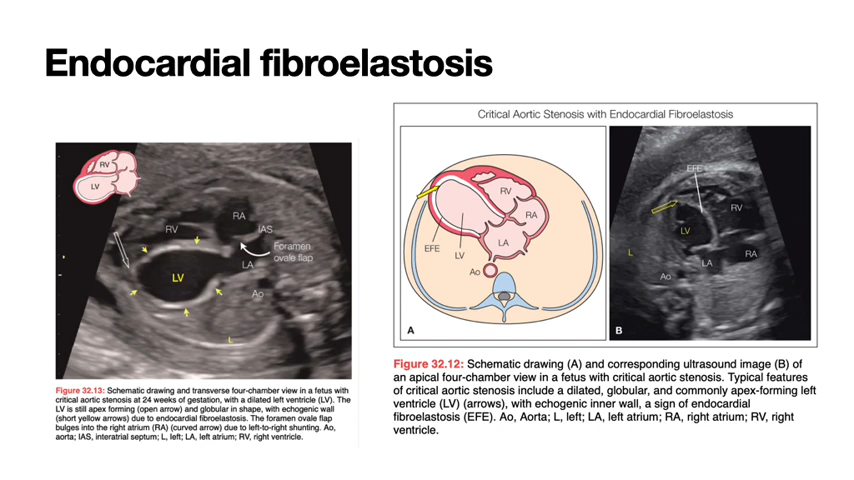 Endocardial fibroelastosis
RV
LV
RA
RV
IAS
Foramen
ovale flap
LA
LV
Ao
L
Figure 32.13: Schematic drawing and transverse four-chamber view in a fetus with
critical aortic stenosis at 24 weeks of gestation, with a dilated left ventricle (LV). The
LV is still apex forming (open arrow) and globular in shape, with echogenic wall
(short yellow arrows) due to endocardial fibroelastosis. The foramen ovale flap
bulges into the right atrium (RA) (curved arrow) due to left-to-right shunting. Ao,
aorta; IAS, interatrial septum; L, left; LA, left atrium; RV, right ventricle.
Critical Aortic Stenosis with Endocardial Fibroelastosis
RV
RA
LA
EFE
LV
Ao
A
EFE
RV
LV
L
RA
LA
Ao
B
Figure 32.12: Schematic drawing (A) and corresponding ultrasound image (B) of
an apical four-chamber view in a fetus with critical aortic stenosis. Typical features
of critical aortic stenosis include a dilated, globular, and commonly apex-forming left
ventricle (LV) (arrows), with echogenic inner wall, a sign of endocardial
fibroelastosis (EFE). Ao, Aorta; L, left; LA, left atrium; RA, right atrium; RV, right
ventricle.